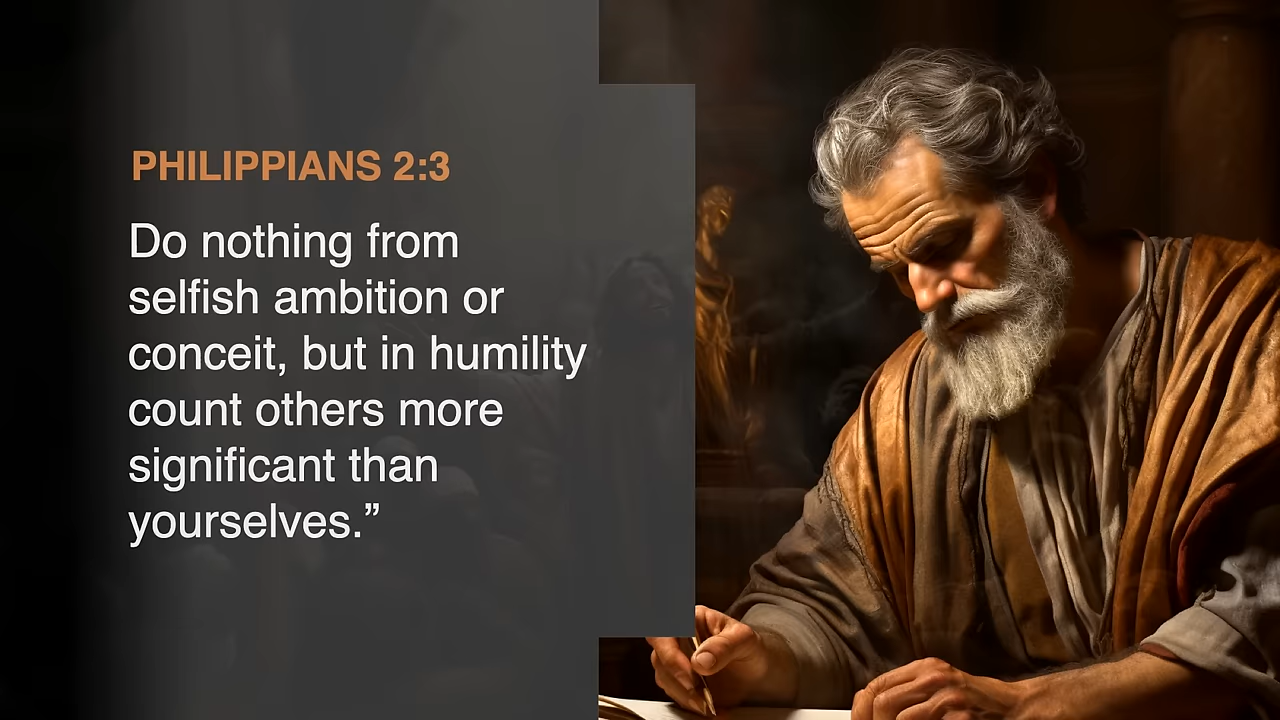 PHILIPPIANS 2:3
Do nothing from
selfish ambition or
conceit, but in humility
count others more
significant than
yourselves.”